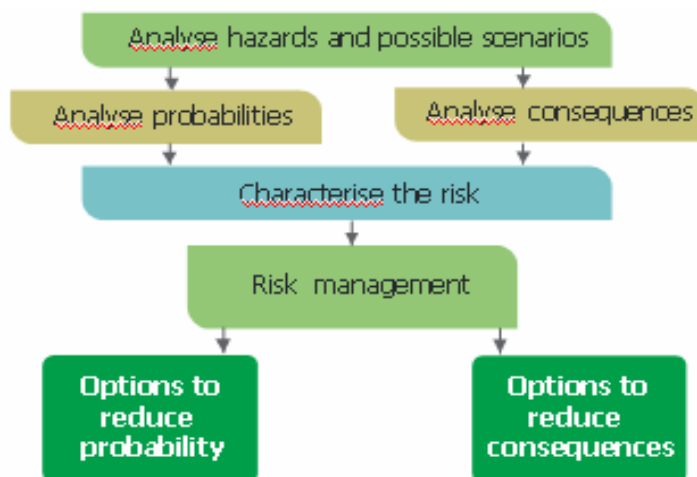 Analyse hazards and possible scenarios
Analyse probabilities
Analyse consequences
Characterise the risk
Risk management
Options to
reduce
probability
Options to
reduce
consequences